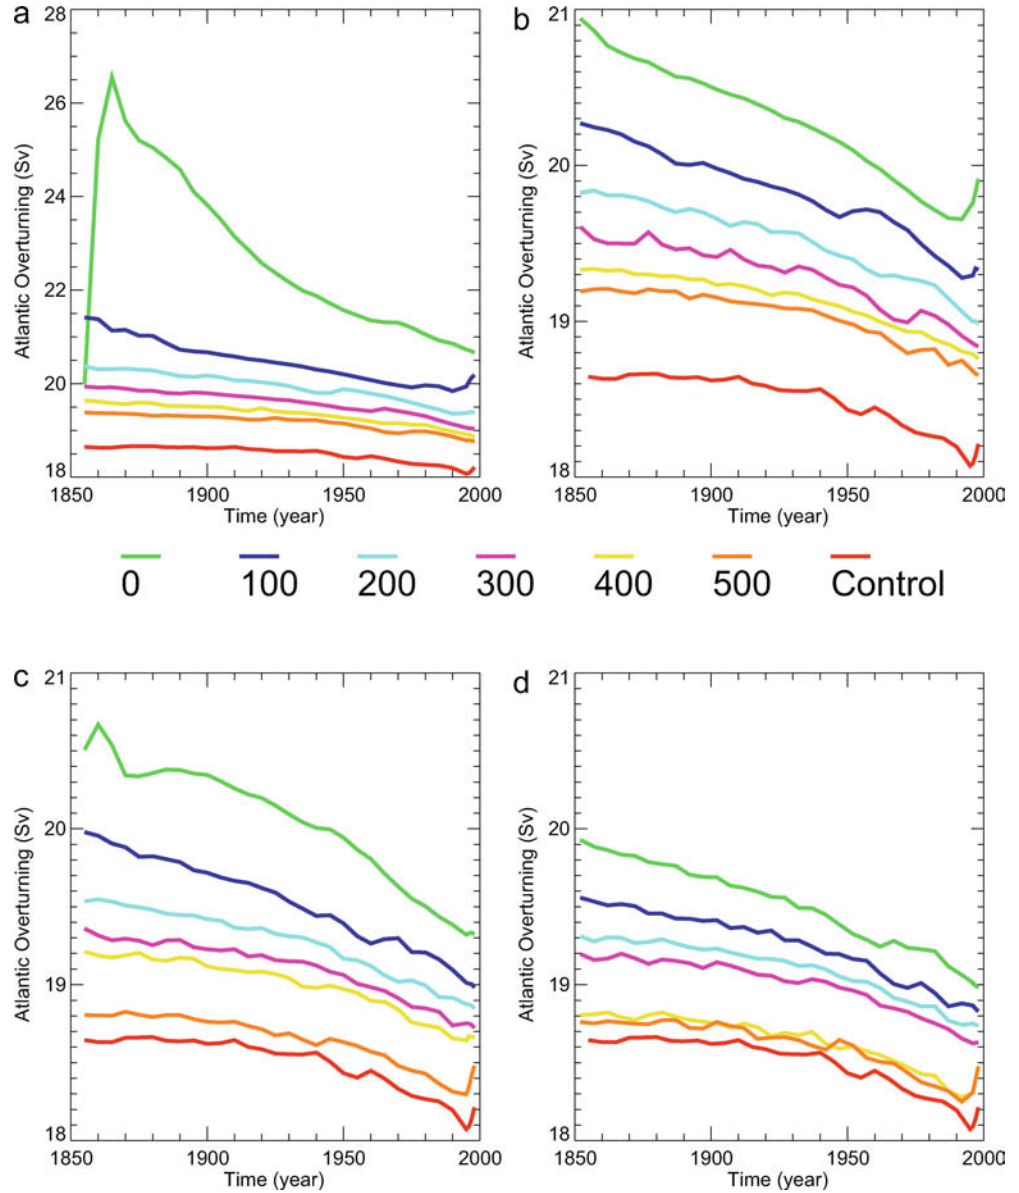 a
28
26
24
22
20
18
Atlantic Overturning (Sv)
1850 1900 1950 2000
Time (year)
b
21
20
19
18
Atlantic Overturning (Sv)
1850 1900 1950 2000
Time (year)
0 100 200 300 400 500 Control
c
21
20
19
18
Atlantic Overturning (Sv)
1850 1900 1950 2000
Time (year)
d
21
20
19
18
Atlantic Overturning (Sv)
1850 1900 1950 2000
Time (year)